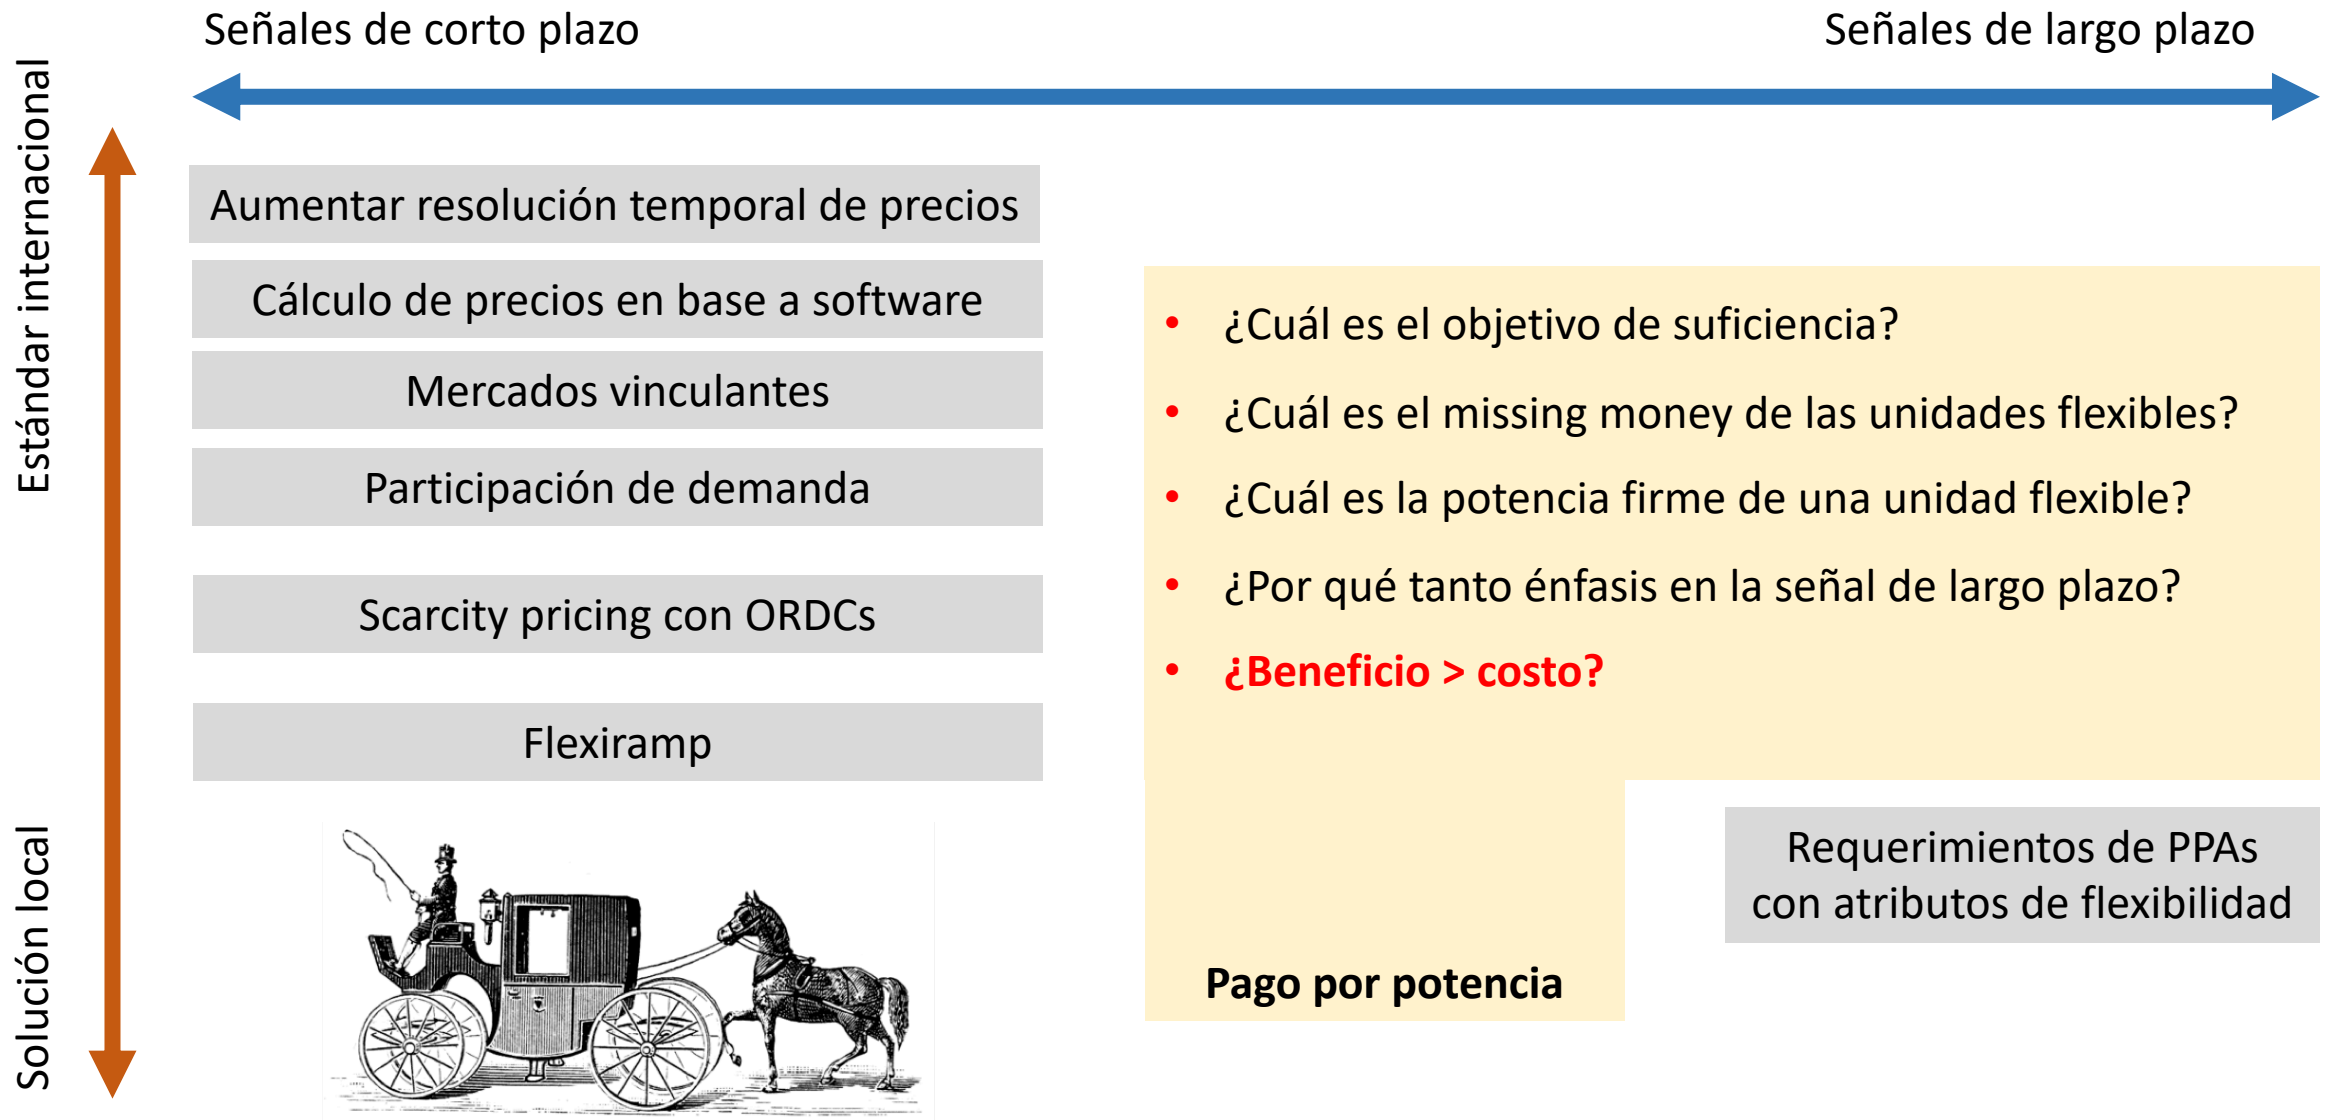 Señales de corto plazo
Señales de largo plazo
Estándar internacional
Solución local
Aumentar resolución temporal de precios
Cálculo de precios en base a software
Mercados vinculantes
Participación de demanda
Scarcity pricing con ORDCs
Flexiramp
• ¿Cuál es el objetivo de suficiencia?
• ¿Cuál es el missing money de las unidades flexibles?
• ¿Cuál es la potencia firme de una unidad flexible?
• ¿Por qué tanto énfasis en la señal de largo plazo?
• ¿Beneficio > costo?
Pago por potencia
Requerimientos de PPAs
con atributos de flexibilidad